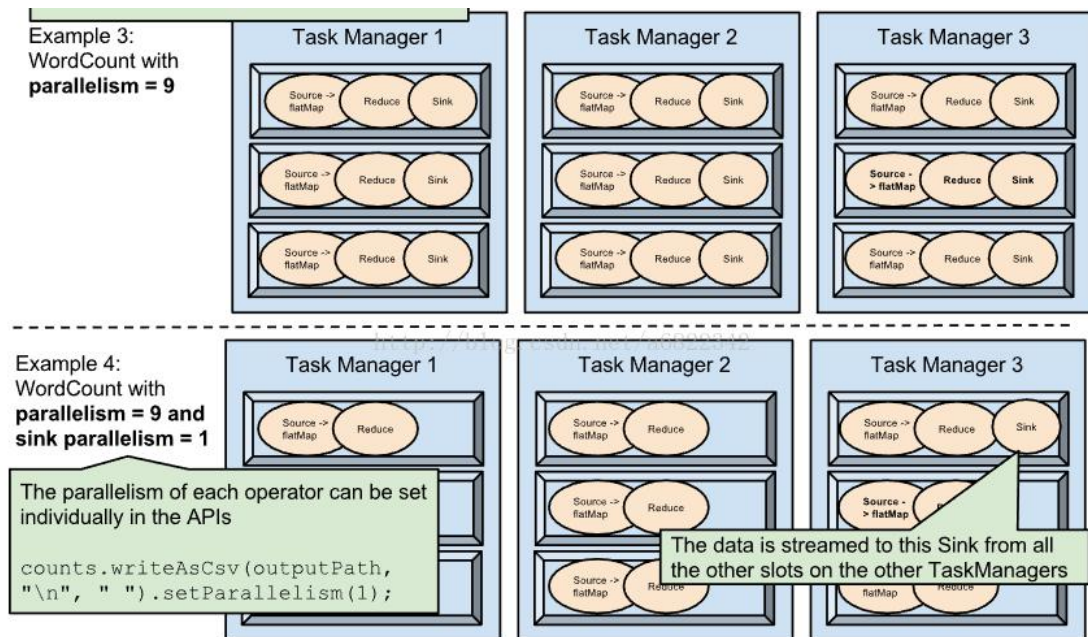 Example 3:
WordCount with
parallelism = 9
Task Manager 1
Source ->
flatMap
Reduce
Sink
Source ->
flatMap
Reduce
Sink
Source ->
flatMap
Reduce
Sink
Task Manager 2
Source ->
flatMap
Reduce
Sink
Source ->
flatMap
Reduce
Sink
Source ->
flatMap
Reduce
Sink
Task Manager 3
Source ->
flatMap
Reduce
Sink
Source -
> flatMap
Reduce
Sink
Source ->
flatMap
Reduce
Sink
Example 4:
WordCount with
parallelism = 9 and
sink parallelism = 1
The parallelism of each operator can be set
individually in the APIs
counts.writeAsCsv(outputPath,
"\n", " ").setParallelism(1);
Task Manager 1
Source ->
flatMap
Reduce
Task Manager 2
Source ->
flatMap
Reduce
Source ->
flatMap
Reduce
Source ->
flatMap
Reduce
Task Manager 3
Source ->
flatMap
Reduce
Sink
Source -
> flatMap
The data is streamed to this Sink from all
the other slots on the other TaskManagers
flatMap
Reduce